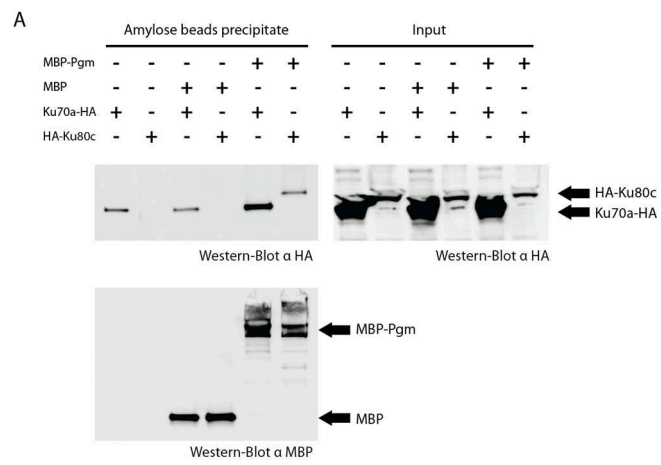 A
Amylose beads precipitate Input
MBP-Pgm - - - - + + - - - - + +
MBP - - + + - - - - + + - -
Ku70a-HA + - + - + - + - + - + -
HA-Ku80c - + - + - + - + - + - +
HA-Ku80c
Ku70a-HA
Western-Blot α HA Western-Blot α HA
MBP-Pgm
MBP
Western-Blot α MBP